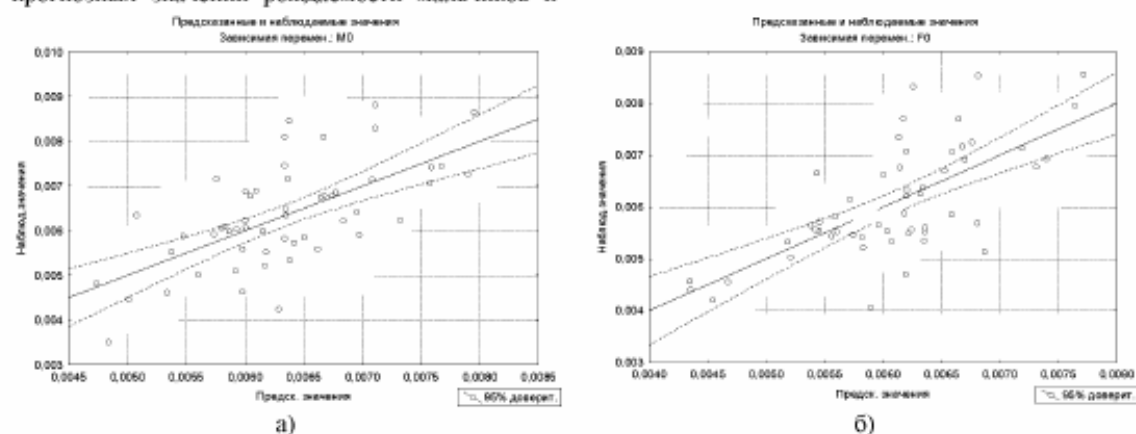 прогнозных значений рождаемости мальчиков и
Предсказанные и наблюдаемые значения
Зависимая перемен.: M0
Наблюд.значения
0,010
0,009
0,008
0,007
0,006
0,005
0,004
0,003
0,0045 0,0050 0,0055 0,0060 0,0065 0,0070 0,0075 0,0080 0,0085
Предск. значения
95% доверит.
а)
Предсказанные и наблюдаемые значения
Зависимая перемен.: F0
Наблюд.значения
0,009
0,008
0,007
0,006
0,005
0,004
0,003
0,0040 0,0045 0,0050 0,0055 0,0060 0,0065 0,0070 0,0075 0,0080
Предск. значения
95% доверит.
б)